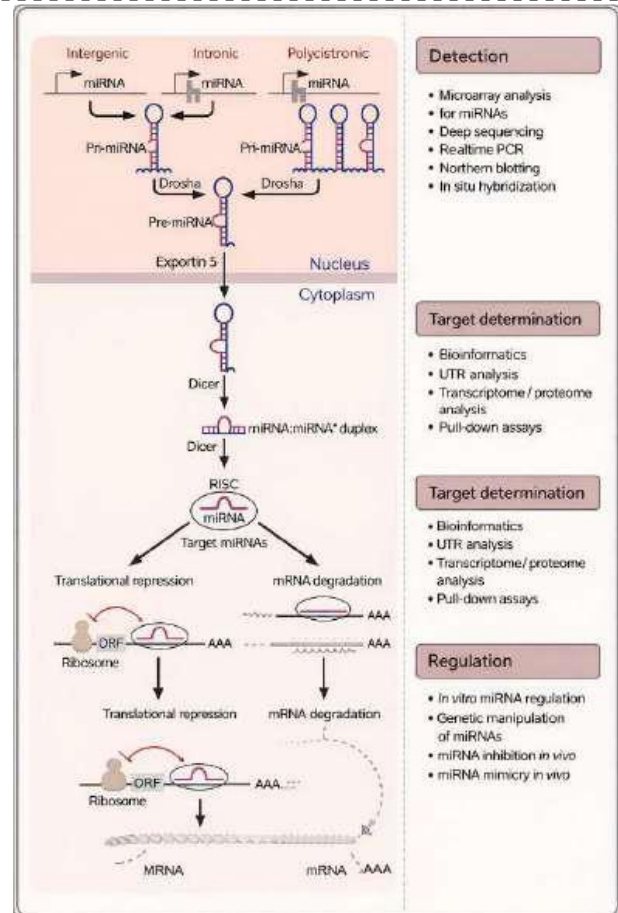 Intergenic
Intronic
Polycistronic
miRNA
miRNA
miRNA
Pri-miRNA
Pri-miRNA
Drosha
Drosha
Pre-miRNA
Exportin 5
Nucleus
Cytoplasm
Dicer
miRNA:miRNA* duplex
Dicer
RISC
miRNA
Target miRNAs
Translational repression
mRNA degradation
AAA
ORF
AAA
AAA
Ribosome
Translational repression
mRNA degradation
ORF
AAA
Ribosome
MRNA
mRNA
AAA
Detection
• Microarray analysis
• for miRNAs
• Deep sequencing
• Realtime PCR
• Northern blotting
• In situ hybridization
Target determination
• Bioinformatics
• UTR analysis
• Transcriptome / proteome
analysis
• Pull-down assays
Target determination
• Bioinformatics
• UTR analysis
• Transcriptome / proteome
analysis
• Pull-down assays
Regulation
• In vitro miRNA regulation
• Genetic manipulation
of miRNAs
• miRNA inhibition in vivo
• miRNA mimicry in vivo